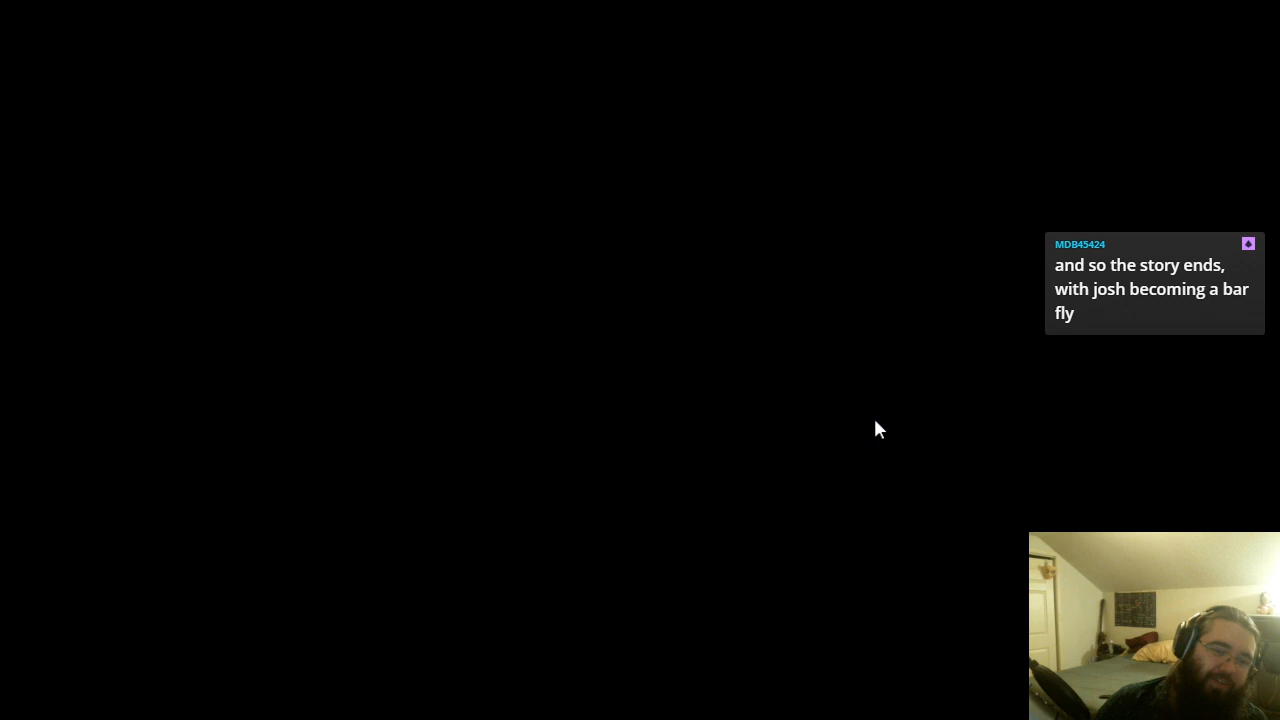 MDB45424
and so the story ends,
with josh becoming a bar
fly